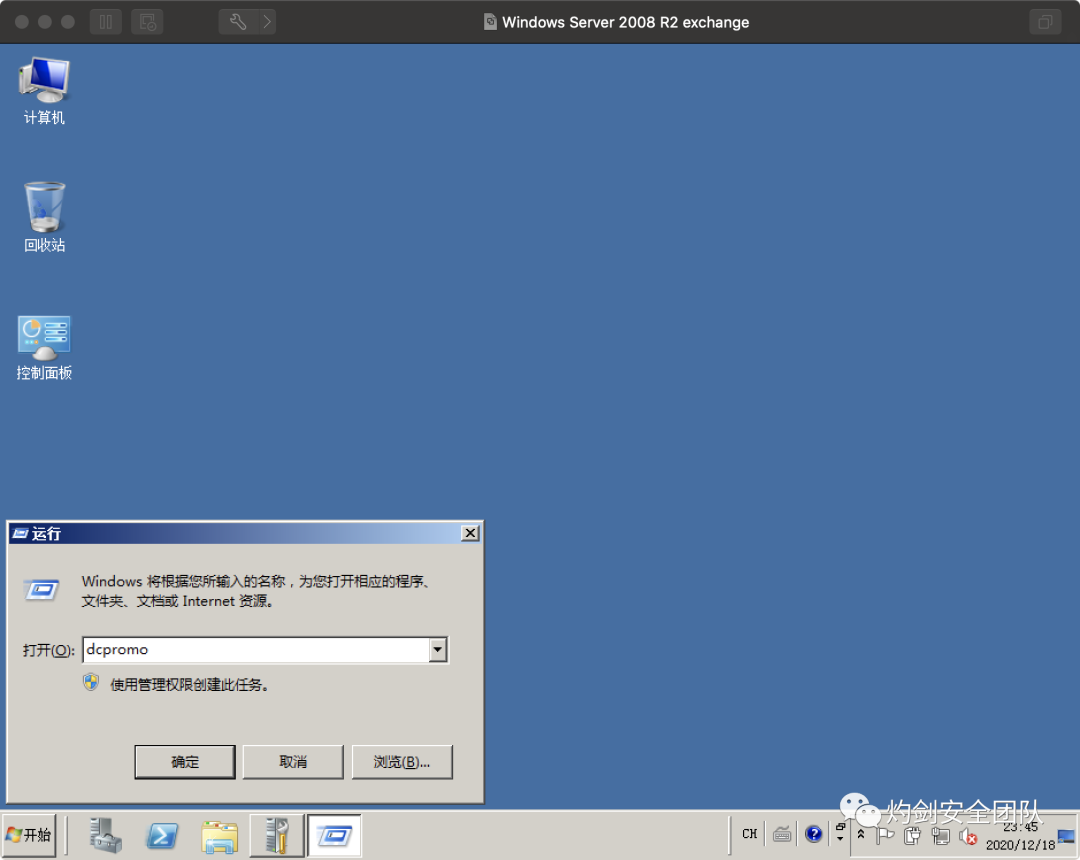 Windows Server 2008 R2 exchange
计算机
回收站
控制面板
运行
Windows 将根据您所输入的名称，为您打开相应的程序、
文件夹、文档或 Internet 资源。
打开(O): dcpromo
使用管理权限创建此任务。
确定 取消 浏览(B)...
灼剑安全团队
开始 CH 23:45
2020/12/18